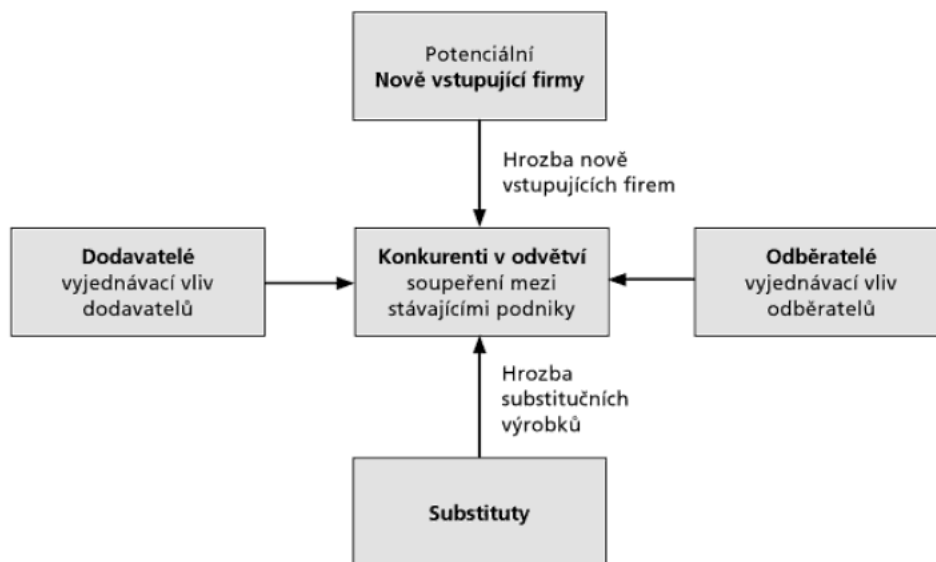 Potenciální
Nově vstupující firmy
Hrozba nově
vstupujících firem
Dodavatelé
vyjednávací vliv
dodavatelů
Konkurenti v odvětví
soupeření mezi
stávajícími podniky
Odběratelé
vyjednávací vliv
odběratelů
Hrozba
substitučních
výrobků
Substituty